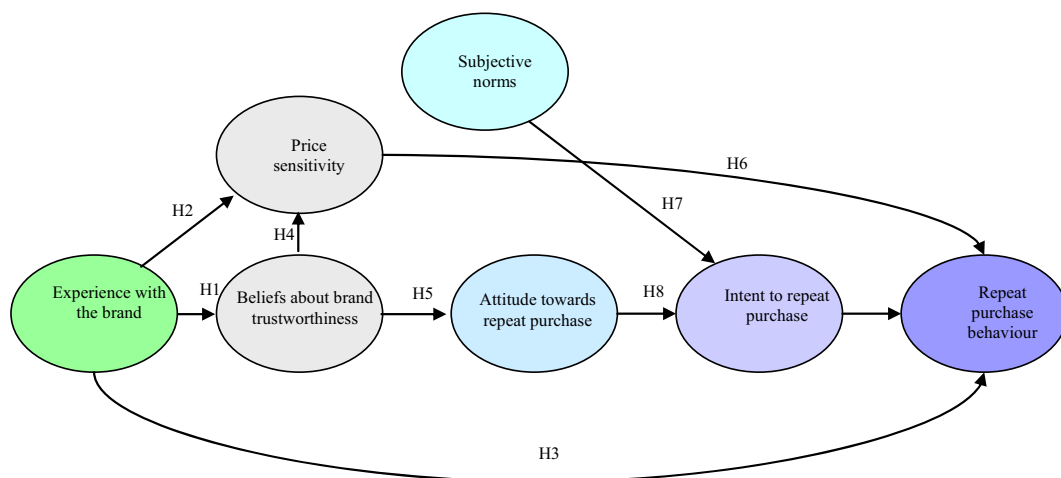 Subjective
norms
Price
sensitivity
H6
H2
H7
H4
Experience with
the brand
H1
Beliefs about brand
trustworthiness
H5
Attitude towards
repeat purchase
H8
Intent to repeat
purchase
Repeat
purchase
behaviour
H3